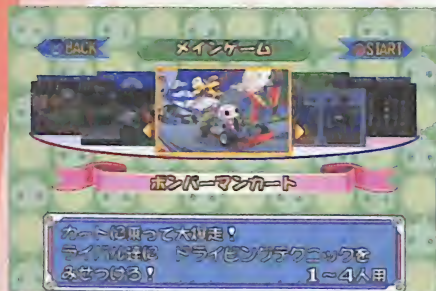 BACK
メインゲーム
START
ボンバーマンカート
カートに乗って大爆走!
ライバル達に ドライビングテクニックを
みせつけろ!
1~4人用